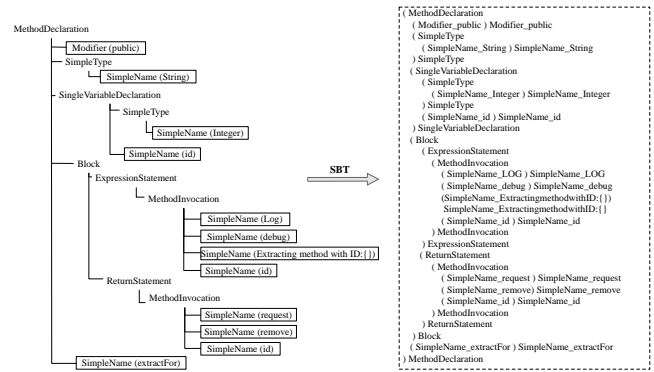 MethodDeclaration
Modifier (public)
SimpleType
SimpleName (String)
SingleVariableDeclaration
SimpleType
SimpleName (Integer)
SimpleName (id)
Block
ExpressionStatement
MethodInvocation
SimpleName (Log)
SimpleName (debug)
SimpleName (Extracting method with ID:{})
SimpleName (id)
ReturnStatement
MethodInvocation
SimpleName (request)
SimpleName (remove)
SimpleName (id)
SimpleName (extractFor)
SBT
( MethodDeclaration
( Modifier_public ) Modifier_public
( SimpleType
( SimpleName_String ) SimpleName_String
) SimpleType
( SingleVariableDeclaration
( SimpleType
( SimpleName_Integer ) SimpleName_Integer
) SimpleType
( SimpleName_id ) SimpleName_id
) SingleVariableDeclaration
( Block
( ExpressionStatement
( MethodInvocation
( SimpleName_LOG ) SimpleName_LOG
( SimpleName_debug ) SimpleName_debug
(SimpleName_ExtractingmethodwithID:{})
SimpleName_ExtractingmethodwithID:{}
( SimpleName_id ) SimpleName_id
) MethodInvocation
) ExpressionStatement
( ReturnStatement
( MethodInvocation
( SimpleName_request ) SimpleName_request
( SimpleName_remove) SimpleName_remove
( SimpleName_id ) SimpleName_id
) MethodInvocation
) ReturnStatement
) Block
( SimpleName_extractFor ) SimpleName_extractFor
) MethodDeclaration